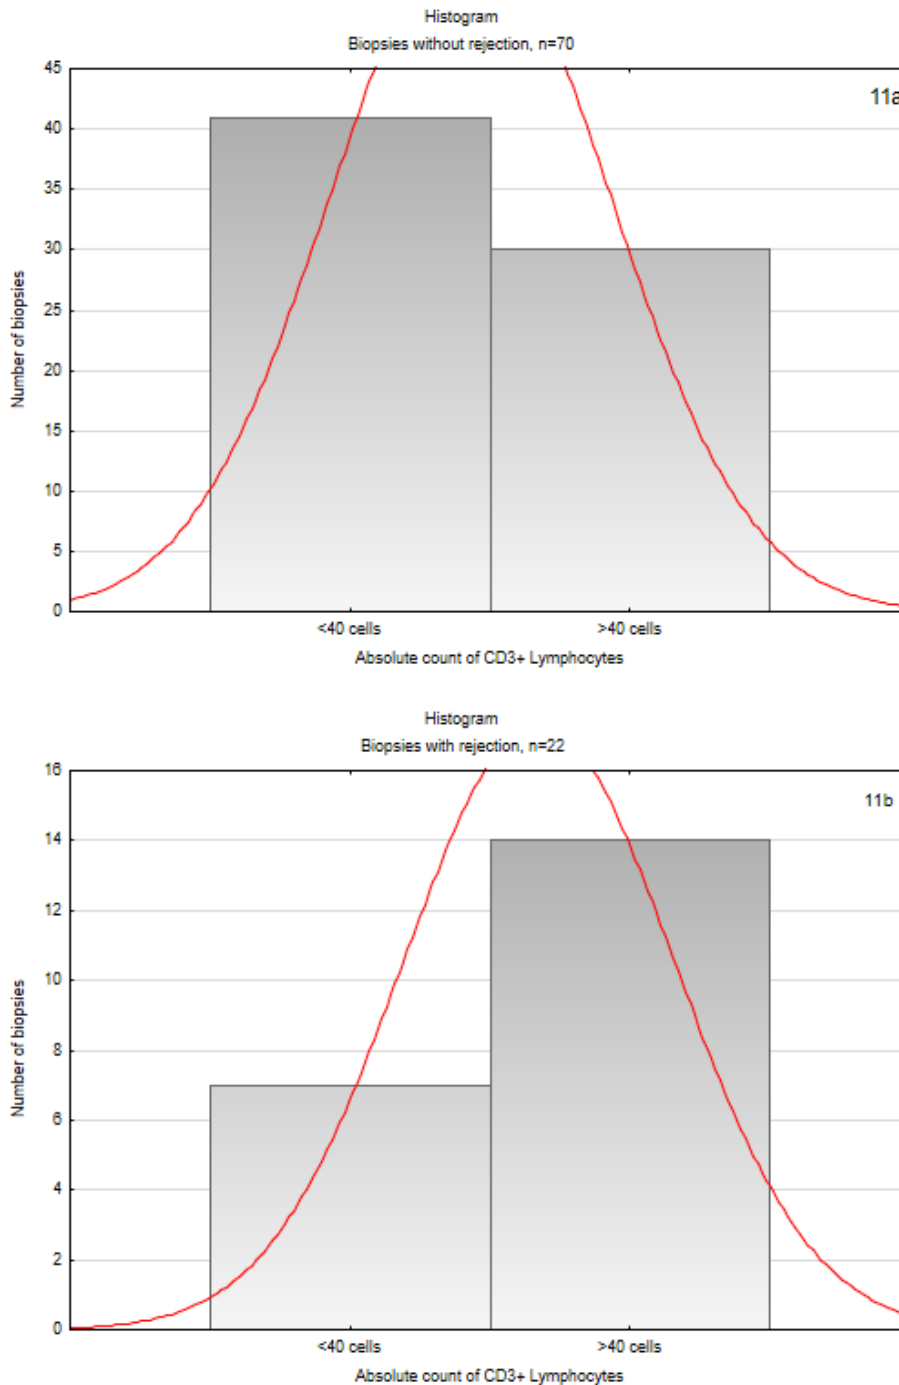 Histogram
Biopsies without rejection, n=70
11a
45
40
35
30
25
20
15
10
5
0
Number of biopsies
<40 cells >40 cells
Absolute count of CD3+ Lymphocytes
Histogram
Biopsies with rejection, n=22
11b
16
14
12
10
8
6
4
2
0
Number of biopsies
<40 cells >40 cells
Absolute count of CD3+ Lymphocytes